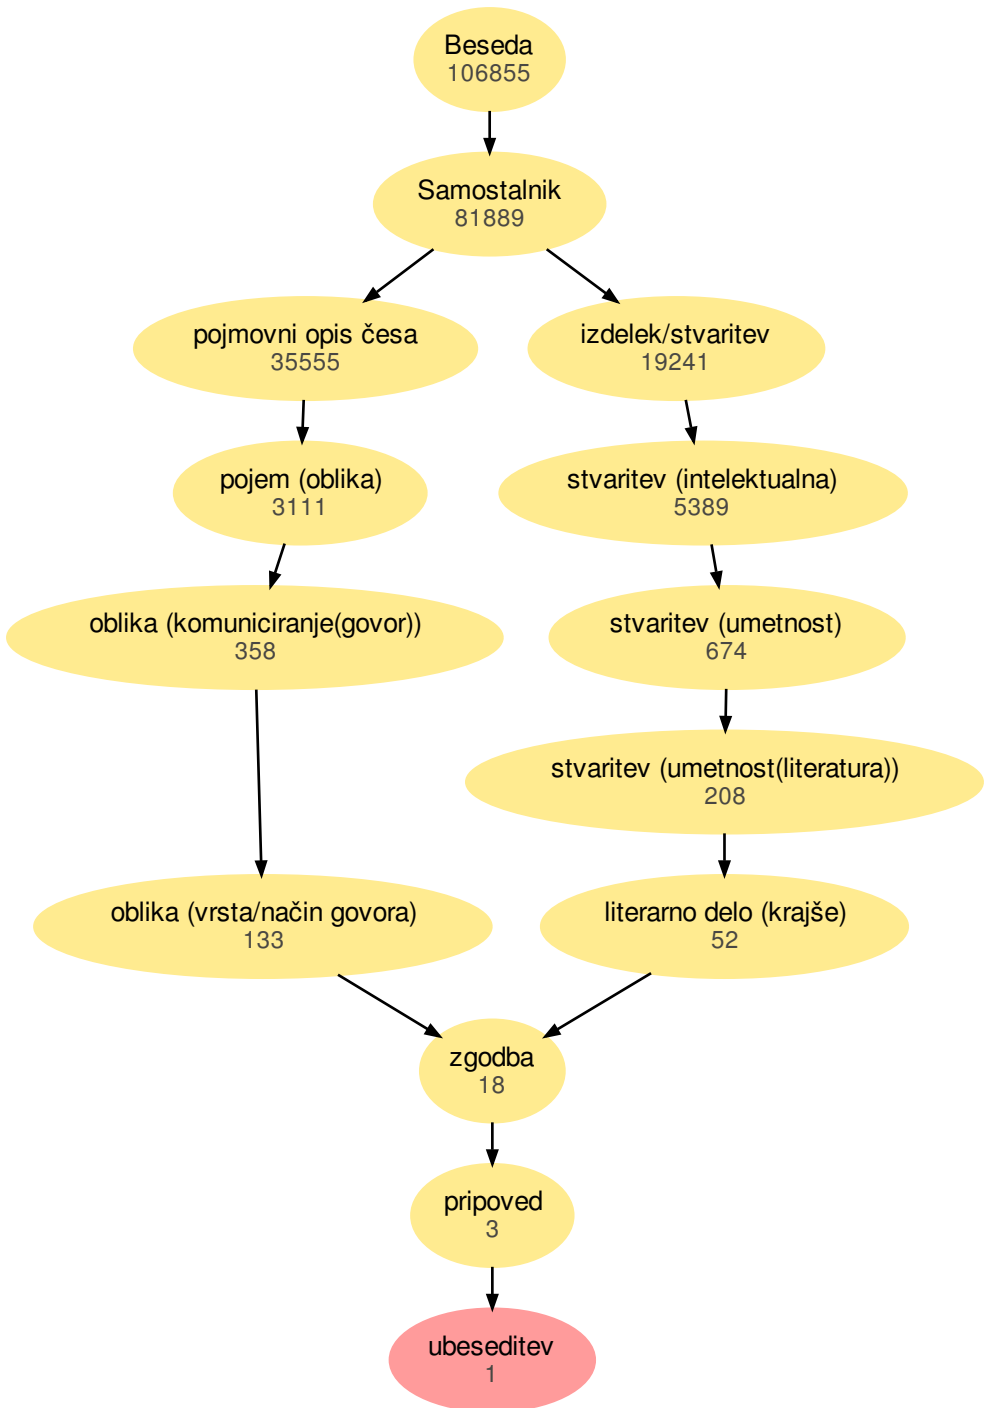 Beseda
106855
Samostalnik
81889
pojmovni opis česa
35555
izdelek/stvaritev
19241
pojem (oblika)
3111
stvaritev (intelektualna)
5389
oblika (komuniciranje(govor))
358
stvaritev (umetnost)
674
stvaritev (umetnost(literatura))
208
oblika (vrsta/način govora)
133
literarno delo (krajše)
52
zgodba
18
pripoved
3
ubeseditev
1